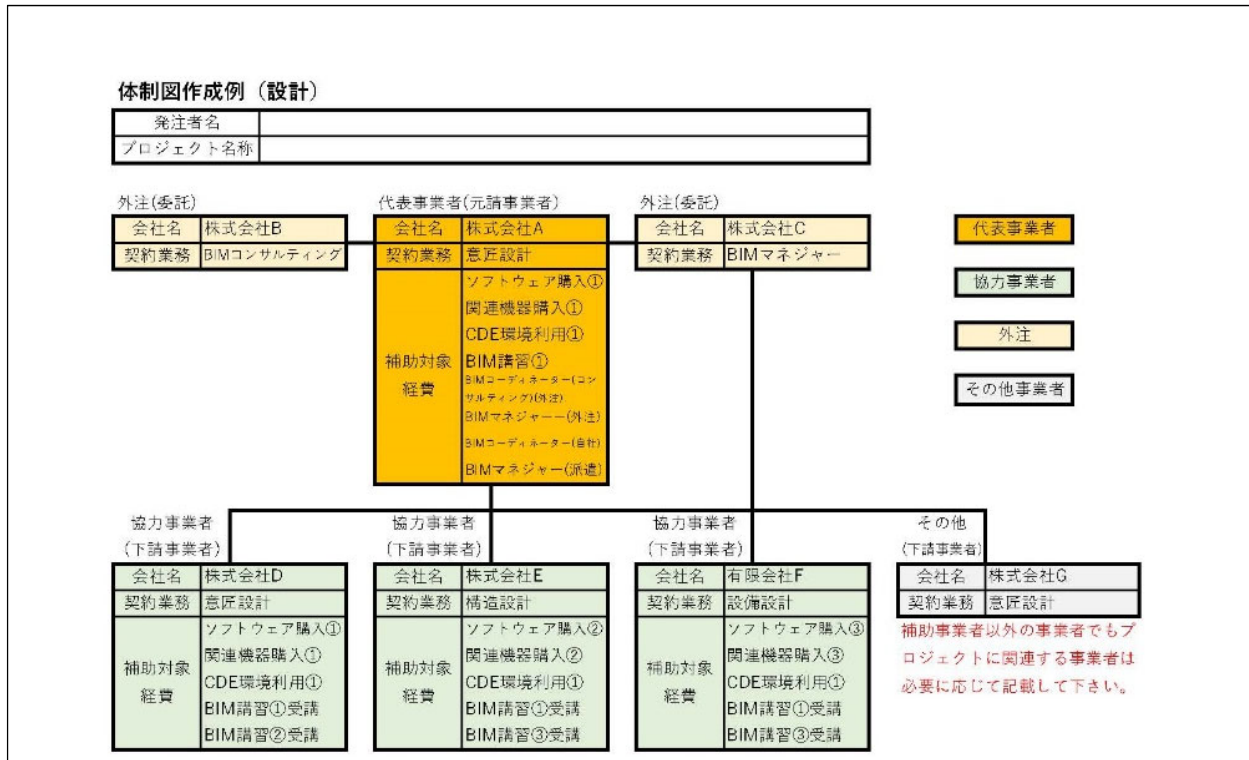 体制図作成例（設計）
発注者名
プロジェクト名称
外注(委託)
会社名 株式会社B
契約業務 BIMコンサルティング
代表事業者(元請事業者)
会社名 株式会社A
契約業務 意匠設計
補助対象
経費
ソフトウェア購入①
関連機器購入①
CDE環境利用①
BIM講習①
BIMコーディネーター(コン
サルティング)(外注)
BIMマネジャーー(外注)
BIMコーディネーター(自社)
BIMマネジャー(派遣)
外注(委託)
会社名 株式会社C
契約業務 BIMマネジャー
代表事業者
協力事業者
外注
その他事業者
協力事業者
(下請事業者)
会社名 株式会社D
契約業務 意匠設計
補助対象
経費
ソフトウェア購入①
関連機器購入①
CDE環境利用①
BIM講習①受講
BIM講習②受講
協力事業者
(下請事業者)
会社名 株式会社E
契約業務 構造設計
補助対象
経費
ソフトウェア購入②
関連機器購入②
CDE環境利用①
BIM講習①受講
BIM講習③受講
協力事業者
(下請事業者)
会社名 有限会社F
契約業務 設備設計
補助対象
経費
ソフトウェア購入③
関連機器購入③
CDE環境利用①
BIM講習①受講
BIM講習③受講
その他
(下請事業者)
会社名 株式会社G
契約業務 意匠設計
補助事業者以外の事業者でもプ
ロジェクトに関連する事業者は
必要に応じて記載して下さい。